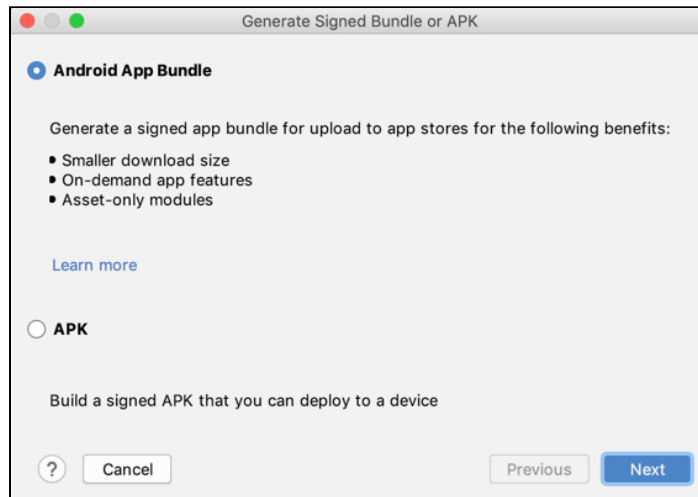 Generate Signed Bundle or APK
Android App Bundle
Generate a signed app bundle for upload to app stores for the following benefits:
• Smaller download size
• On-demand app features
• Asset-only modules
Learn more
APK
Build a signed APK that you can deploy to a device
? Cancel Previous Next